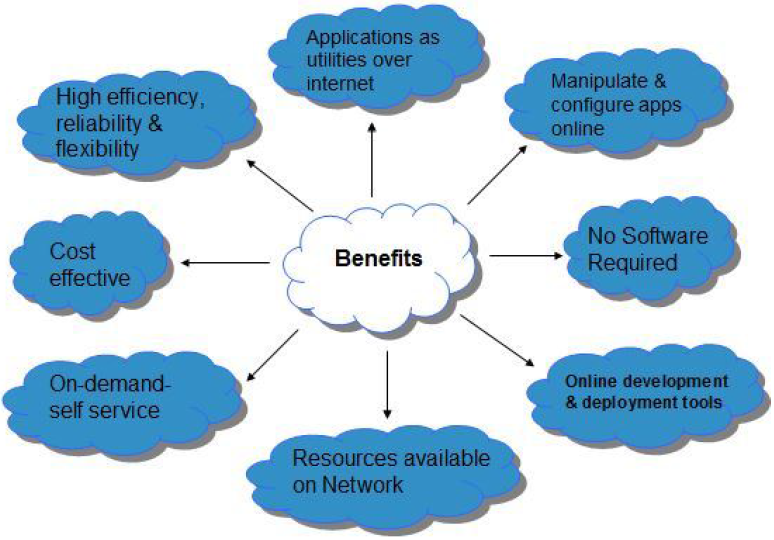 Applications as
utilities over
internet
High efficiency,
reliability &
flexibility
Manipulate &
configure apps
online
Cost
effective
Benefits
No Software
Required
On-demand-
self service
Online development
& deployment tools
Resources available
on Network